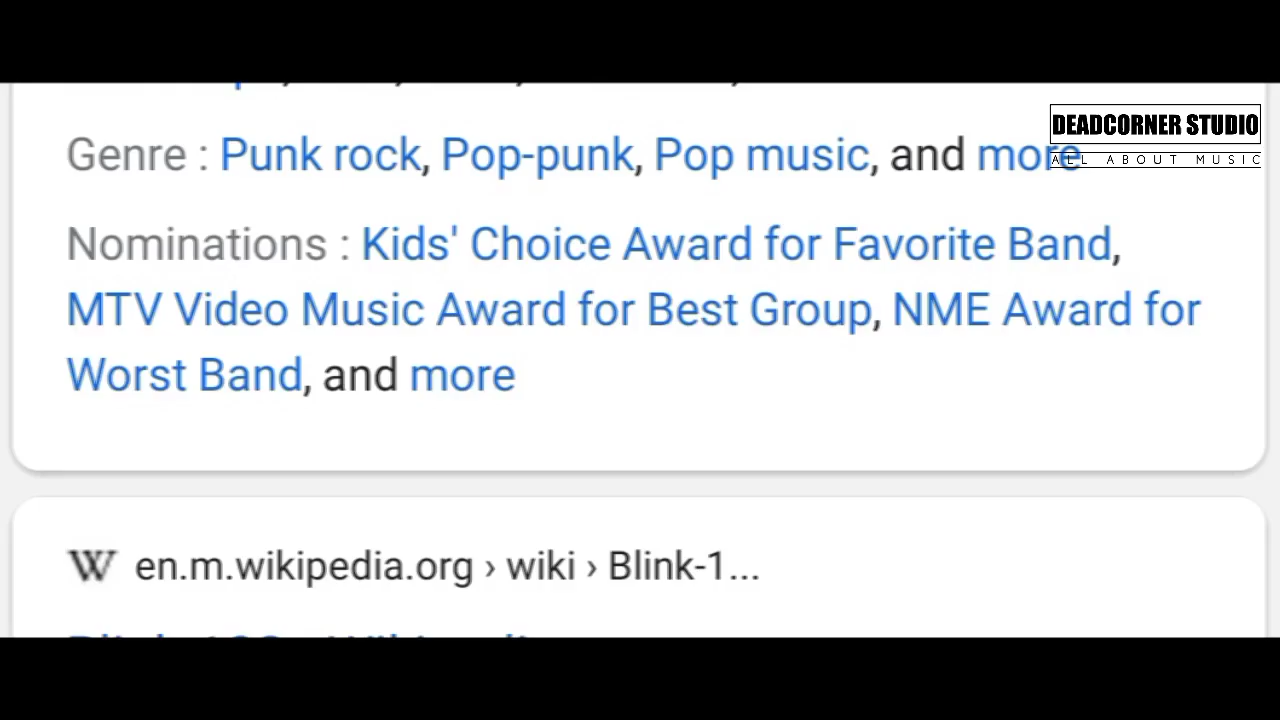 Genre : Punk rock, Pop-punk, Pop music, and more
DEADCORNER STUDIO
ALL ABOUT MUSIC
Nominations : Kids' Choice Award for Favorite Band,
MTV Video Music Award for Best Group, NME Award for
Worst Band, and more
W en.m.wikipedia.org › wiki › Blink-1...